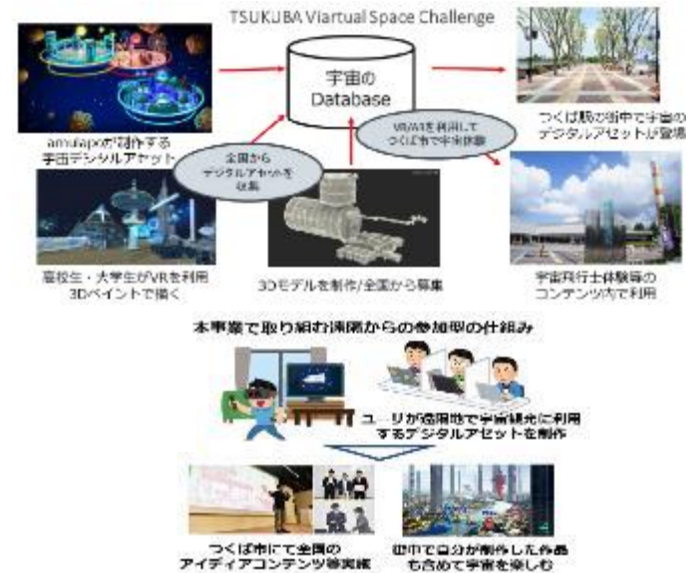 TSUKUBA Viartual Space Challenge
宇宙の
Database
amulapoが制作する
宇宙デジタルアセット
全国から
デジタルアセットを
収集
VR/ARを利用して
つくば市で宇宙体験
つくば駅の街中で宇宙の
デジタルアセットが登場
高校生・大学生がVRを利用
3Dペイントで描く
3Dモデルを制作/全国から募集
宇宙飛行士体験等の
コンテンツ内で利用
本事業で取り組む遠隔からの参加型の仕組み
ユーザが遠隔地で宇宙観光に利用
するデジタルアセットを制作
つくば市にて全国の
アイディアコンテンツ等実施
街中で自分が制作した作品
も含めて宇宙を楽しむ